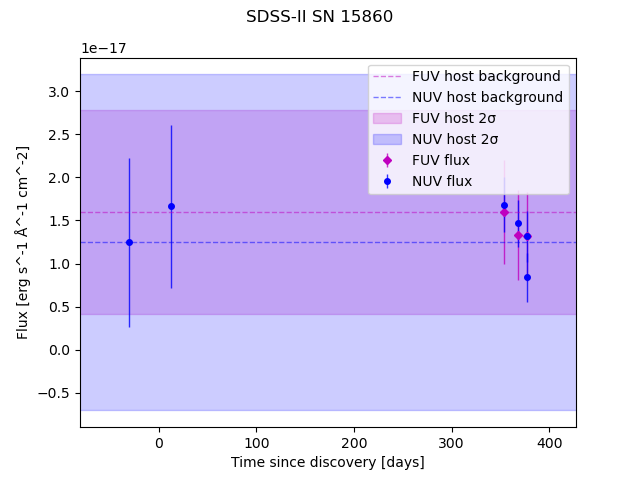 SDSS-II SN 15860
1e−17
FUV host background
NUV host background
FUV host 2σ
NUV host 2σ
FUV flux
NUV flux
3.0
2.5
2.0
1.5
1.0
0.5
0.0
−0.5
Flux [erg s^-1 Å^-1 cm^-2]
0
100
200
300
400
Time since discovery [days]